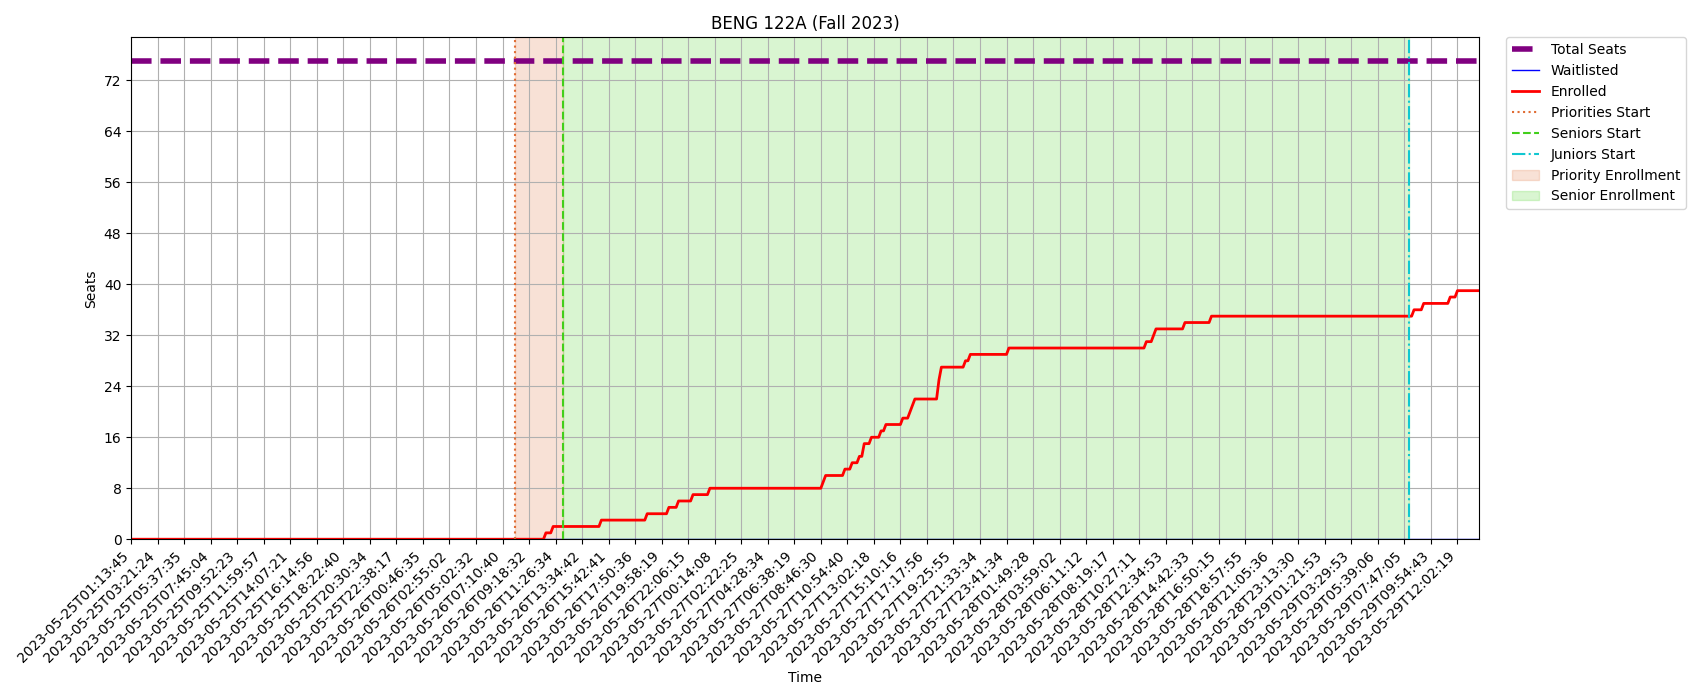 BENG 122A (Fall 2023)
Total Seats
Waitlisted
Enrolled
Priorities Start
Seniors Start
Juniors Start
Priority Enrollment
Senior Enrollment
Seats
72
64
56
48
40
32
24
16
8
0
2023-05-25T01:13:45
2023-05-25T03:21:24
2023-05-25T05:37:35
2023-05-25T07:45:04
2023-05-25T09:52:23
2023-05-25T11:59:57
2023-05-25T14:07:21
2023-05-25T16:14:56
2023-05-25T18:22:40
2023-05-25T20:30:34
2023-05-25T22:38:17
2023-05-26T00:46:35
2023-05-26T02:55:02
2023-05-26T05:02:32
2023-05-26T07:10:40
2023-05-26T09:18:32
2023-05-26T11:26:34
2023-05-26T13:34:42
2023-05-26T15:42:41
2023-05-26T17:50:36
2023-05-26T19:58:19
2023-05-26T22:06:15
2023-05-27T00:14:08
2023-05-27T02:22:25
2023-05-27T04:28:34
2023-05-27T06:38:19
2023-05-27T08:46:30
2023-05-27T10:54:40
2023-05-27T13:02:18
2023-05-27T15:10:16
2023-05-27T17:17:56
2023-05-27T19:25:55
2023-05-27T21:33:34
2023-05-27T23:41:34
2023-05-28T01:49:28
2023-05-28T03:59:02
2023-05-28T06:11:12
2023-05-28T08:19:17
2023-05-28T10:27:11
2023-05-28T12:34:53
2023-05-28T14:42:33
2023-05-28T16:50:15
2023-05-28T18:57:55
2023-05-28T21:05:36
2023-05-28T23:13:30
2023-05-29T01:21:53
2023-05-29T03:29:53
2023-05-29T05:39:06
2023-05-29T07:47:05
2023-05-29T09:54:43
2023-05-29T12:02:19
Time